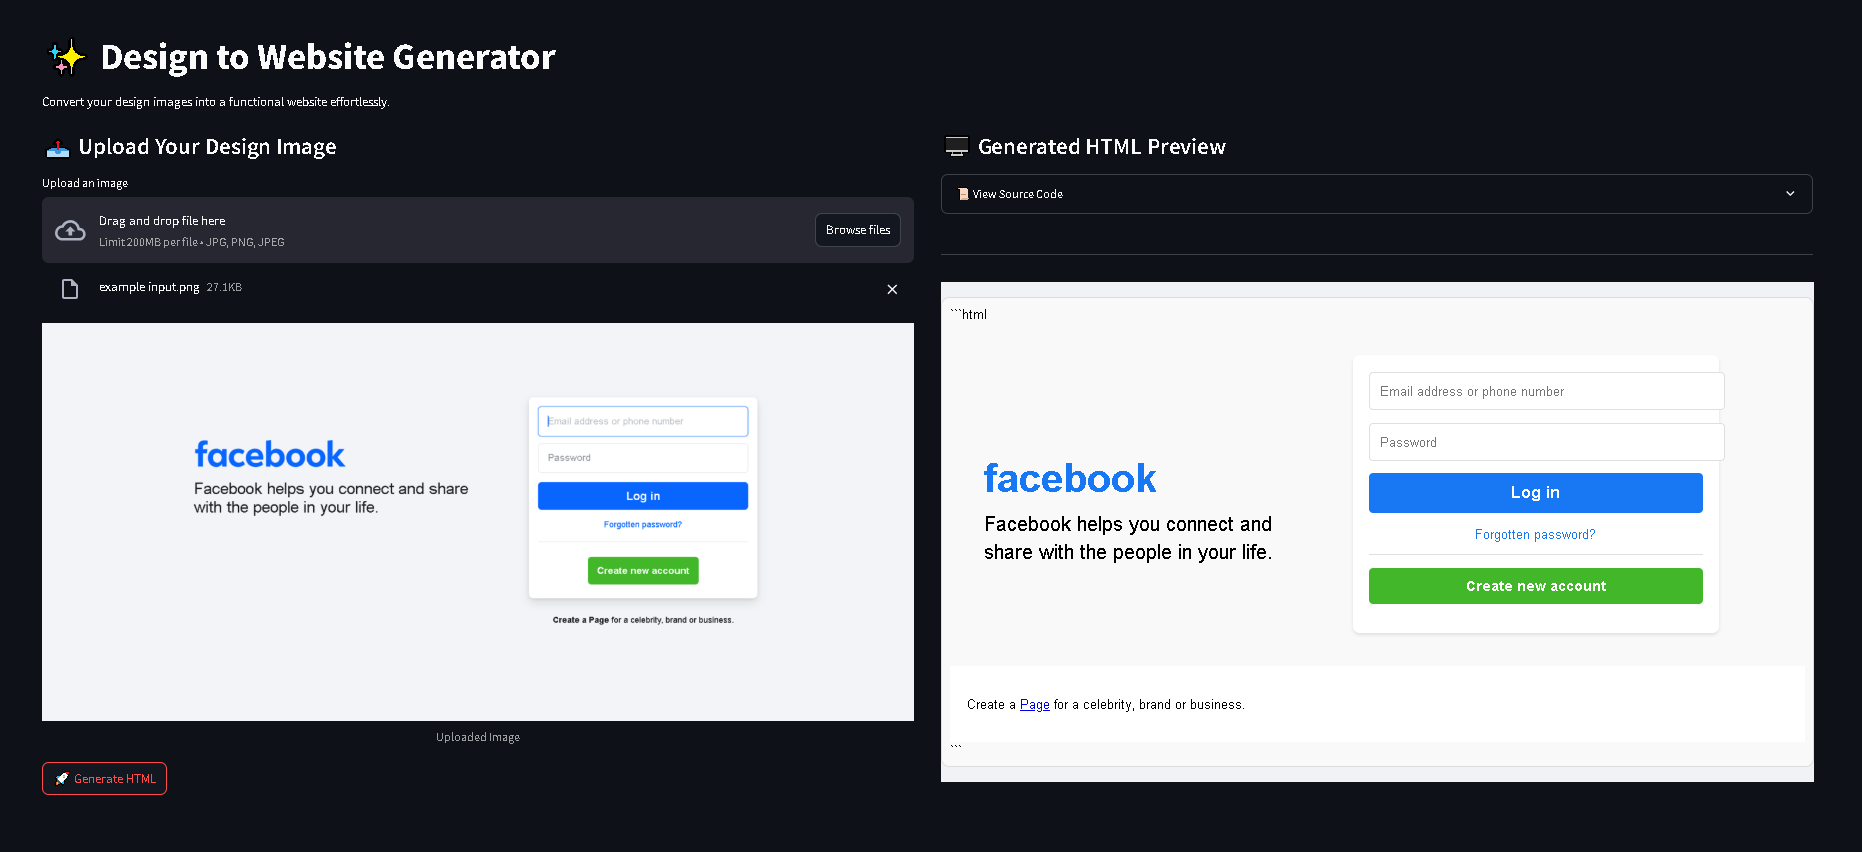 ✨ Design to Website Generator
Convert your design images into a functional website effortlessly.
📤 Upload Your Design Image
Upload an image
Drag and drop file here
Limit 200MB per file • JPG, PNG, JPEG
Browse files
example input.png 27.1KB
facebook
Facebook helps you connect and share
with the people in your life.
Email address or phone number
Password
Log in
Forgotten password?
Create new account
Create a Page for a celebrity, brand or business.
Uploaded Image
🚀 Generate HTML
🖥️ Generated HTML Preview
📜 View Source Code
```html
facebook
Facebook helps you connect and
share with the people in your life.
Email address or phone number
Password
Log in
Forgotten password?
Create new account
Create a Page for a celebrity, brand or business.
```